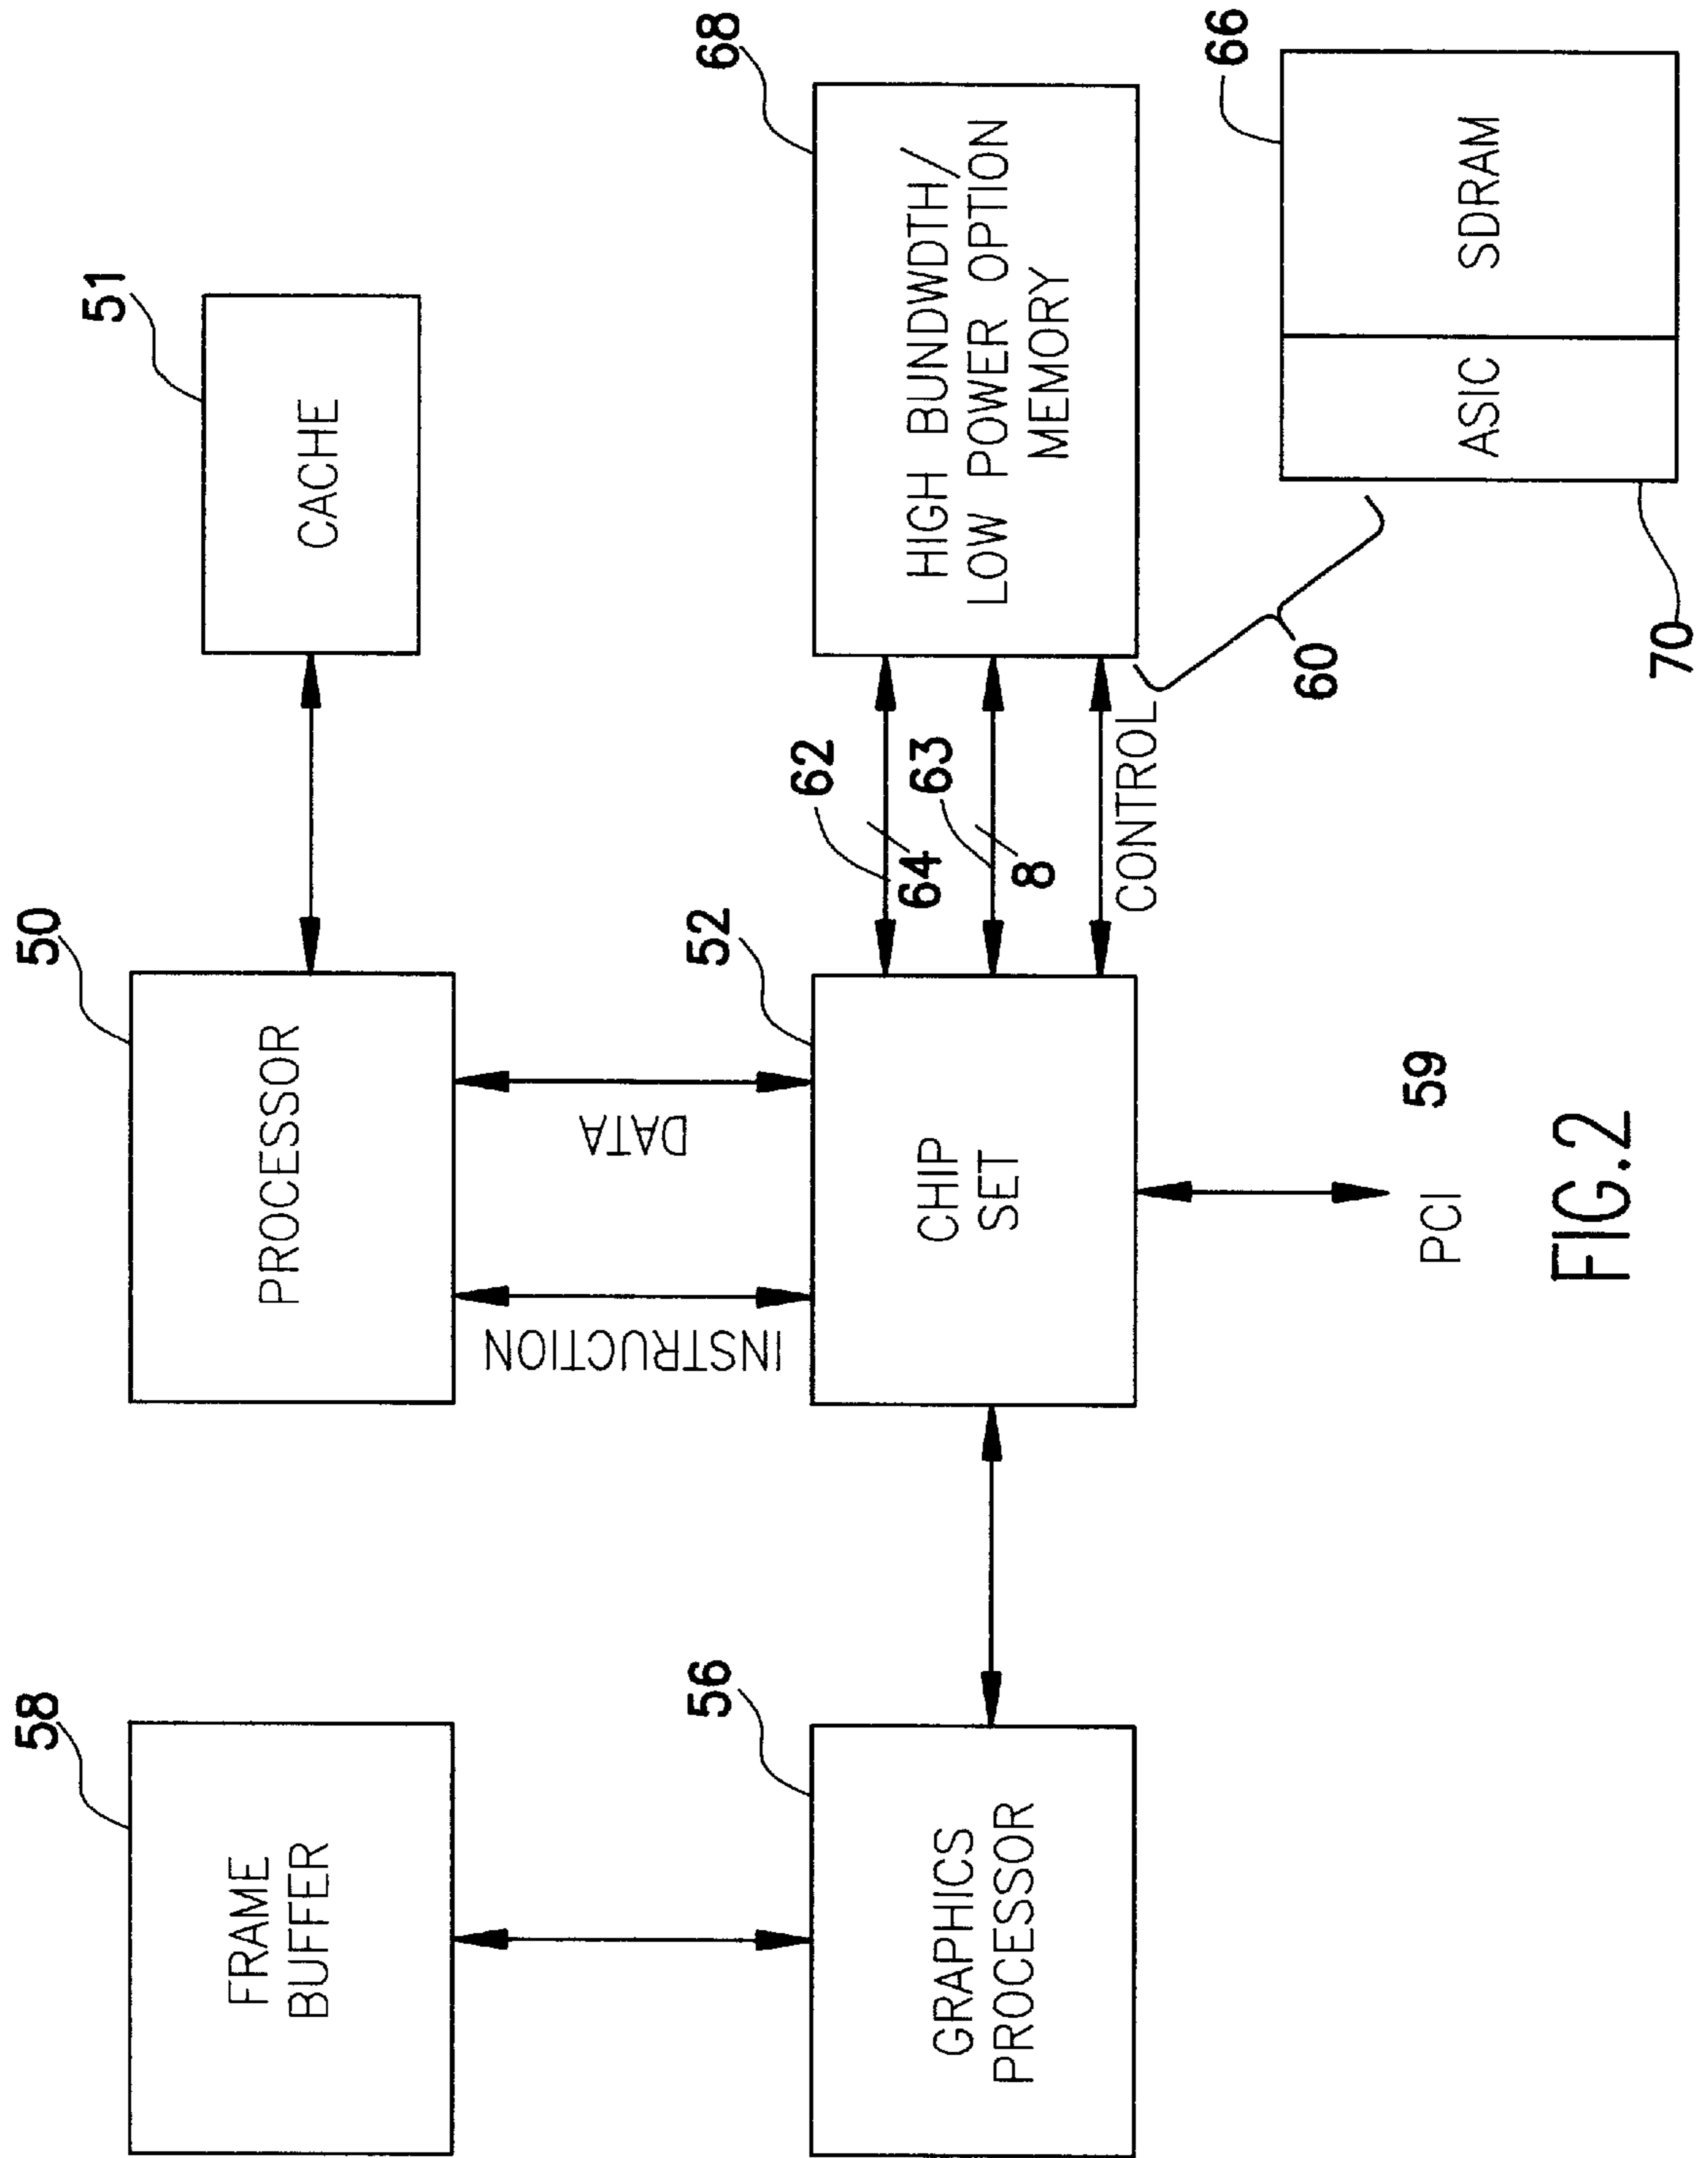 58
FRAME
BUFFER
50
PROCESSOR
51
CACHE
INSTRUCTION
DATA
56
GRAPHICS
PROCESSOR
52
CHIP
SET
62
64
63
8
CONTROL
68
HIGH BUNDWDTH/
LOW POWER OPTION
MEMORY
60
PCI
59
66
ASIC
SDRAM
70
FIG.2